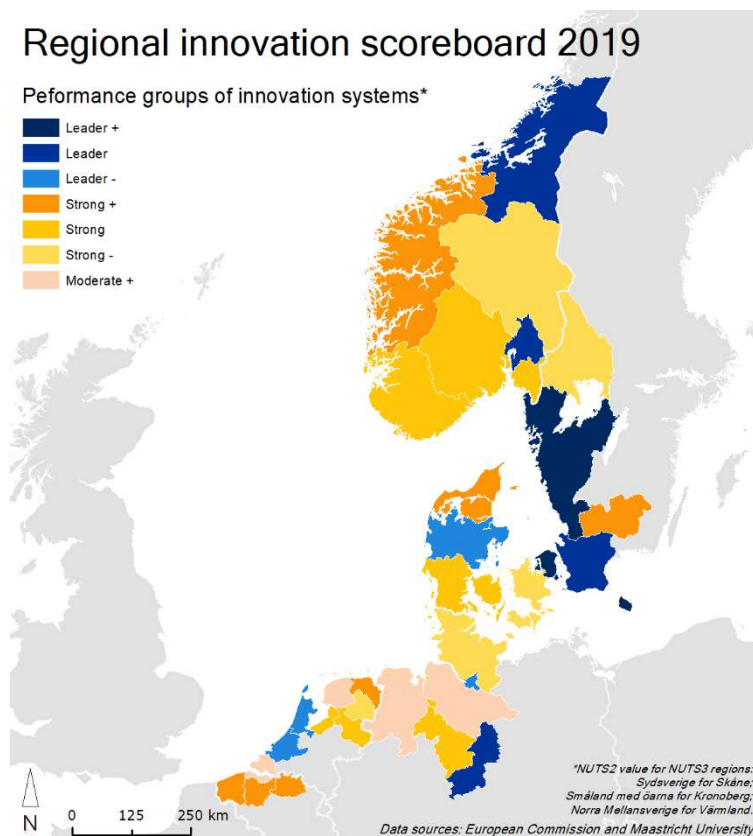 Regional innovation scoreboard 2019
Peformance groups of innovation systems*
Leader +
Leader
Leader -
Strong +
Strong
Strong -
Moderate +
*NUTS2 value for NUTS3 regions:
Sydsverige for Skåne;
Småland med öarna for Kronoberg;
Norra Mellansverige for Värmland.
N
0 125 250 km
Data sources: European Commission and Maastricht University